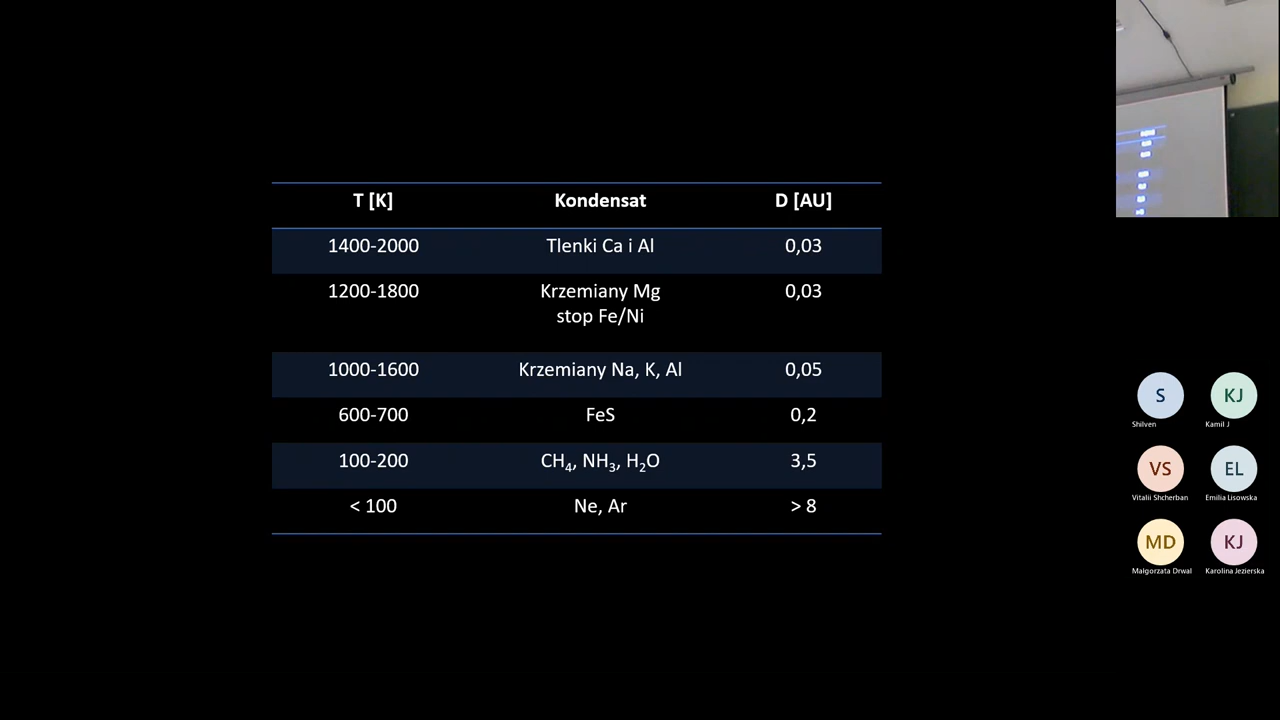 T [K] Kondensat D [AU]
1400-2000 Tlenki Ca i Al 0,03
1200-1800 Krzemiany Mg 0,03
stop Fe/Ni
1000-1600 Krzemiany Na, K, Al 0,05
600-700 FeS 0,2
100-200 CH₄, NH₃, H₂O 3,5
< 100 Ne, Ar > 8
S KJ
Shilven Kamil J
VS EL
Vitalii Shcherban Emilia Lisowska
MD KJ
Małgorzata Drwal Karolina Jezierska